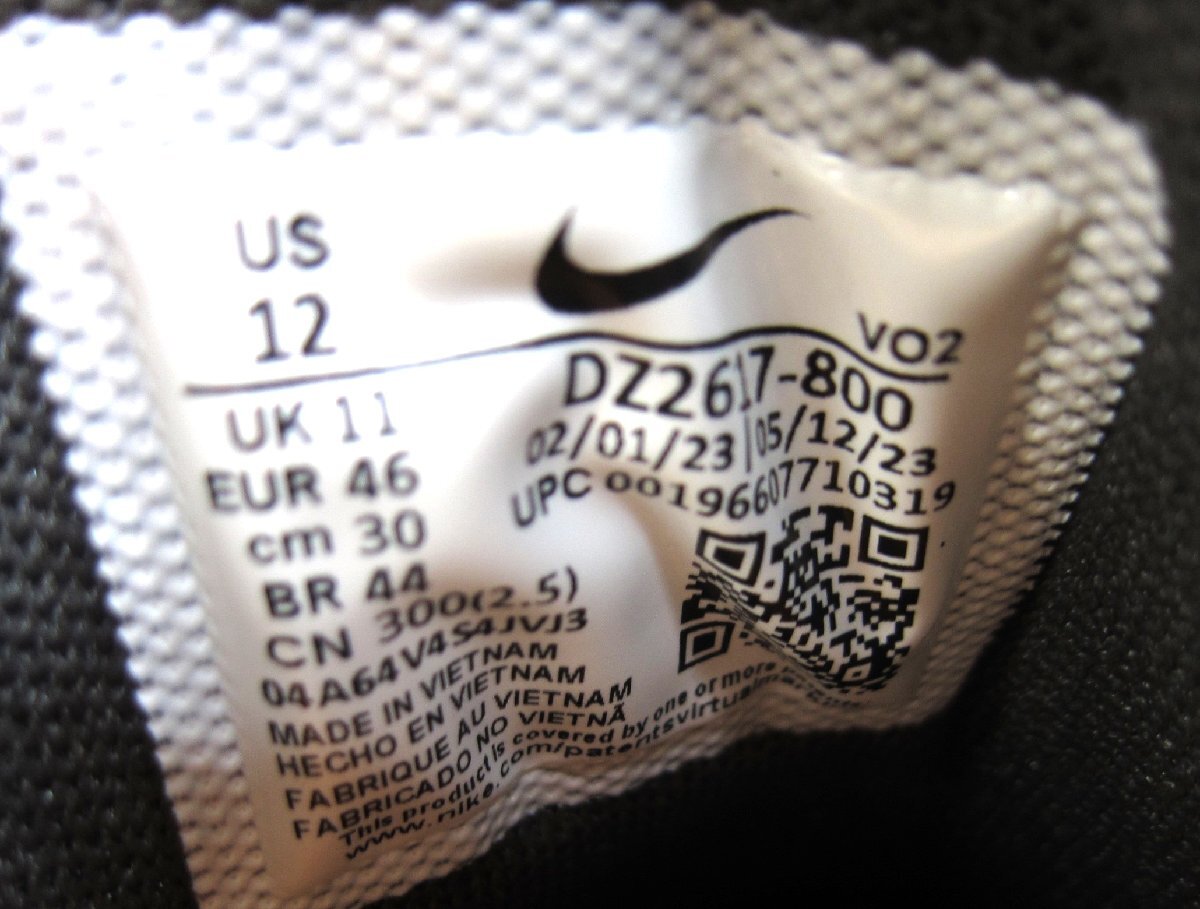 US
12
VO2
DZ2617-800
02/01/23 05/12/23
UPC 00196607710319
UK 11
EUR 46
cm 30
BR 44
CN 300(2.5)
04A64V4S4JVJ3
MADE IN VIETNAM
HECHO EN VIETNAM
FABRIQUE AU VIETNAM
FABRICADO NO VIETNÃ
This product is covered by one or more
www.nike.com/patentsvirtual